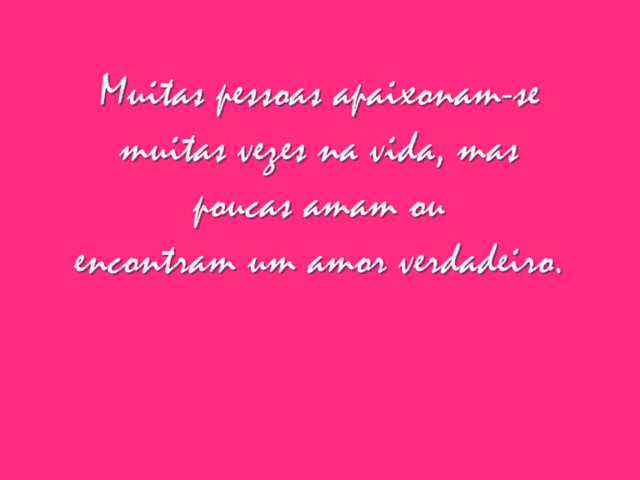 Muitas pessoas apaixonam-se
muitas vezes na vida, mas
poucas amam ou
encontram um amor verdadeiro.